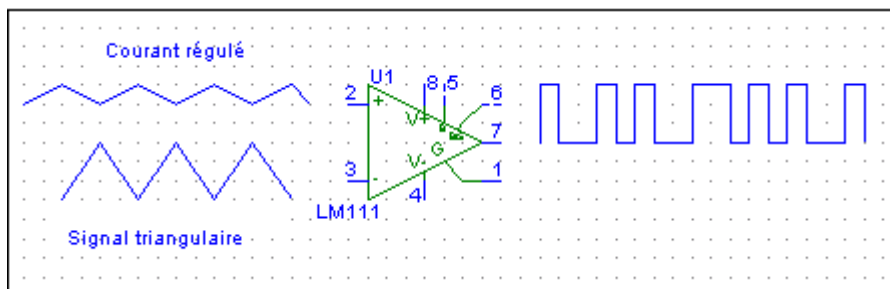 Courant régulé
U1
8 5
2
6
+
V+
7
G
V-
3
-
1
4
LM111
Signal triangulaire